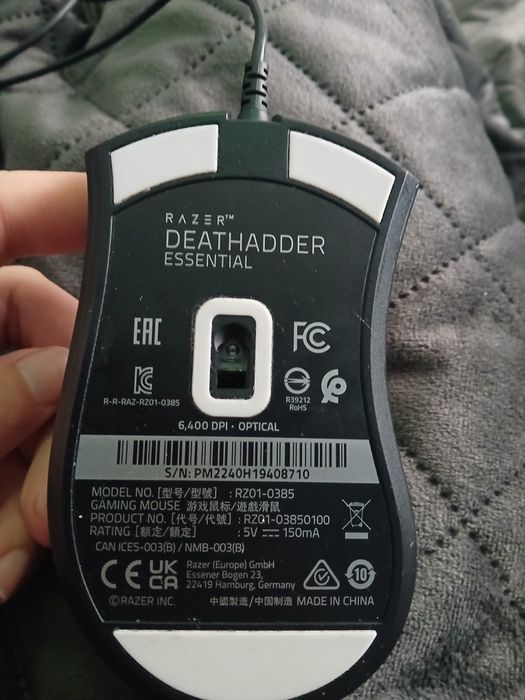 RAZER™
DEATHADDER
ESSENTIAL
EAC
FC
KC
R-R-RAZ-RZ01-0385
R39212
RoHS
6,400 DPI · OPTICAL
S/N: PM2240H19408710
MODEL NO. [型号/型號] : RZ01-0385
GAMING MOUSE 游戏鼠标/遊戲滑鼠
PRODUCT NO. [代号/代號] : RZ01-03850100
RATING [额定/額定] : 5V ⎓ 150mA
CAN ICES-003(B) / NMB-003(B)
CE UK CA
Razer (Europe) GmbH
Essener Bogen 23,
22419 Hamburg, Germany
10
©RAZER INC.
中國製造/中国制造 MADE IN CHINA